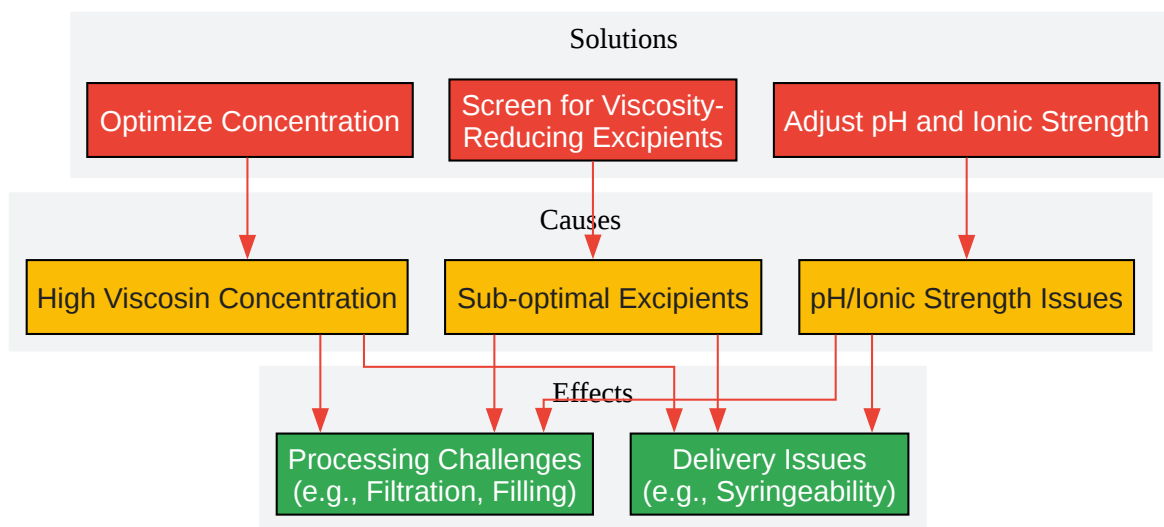 Solutions
Optimize Concentration
Screen for Viscosity-
Reducing Excipients
Adjust pH and Ionic Strength
Causes
High Viscosin Concentration
Sub-optimal Excipients
pH/Ionic Strength Issues
Effects
Processing Challenges
(e.g., Filtration, Filling)
Delivery Issues
(e.g., Syringeability)